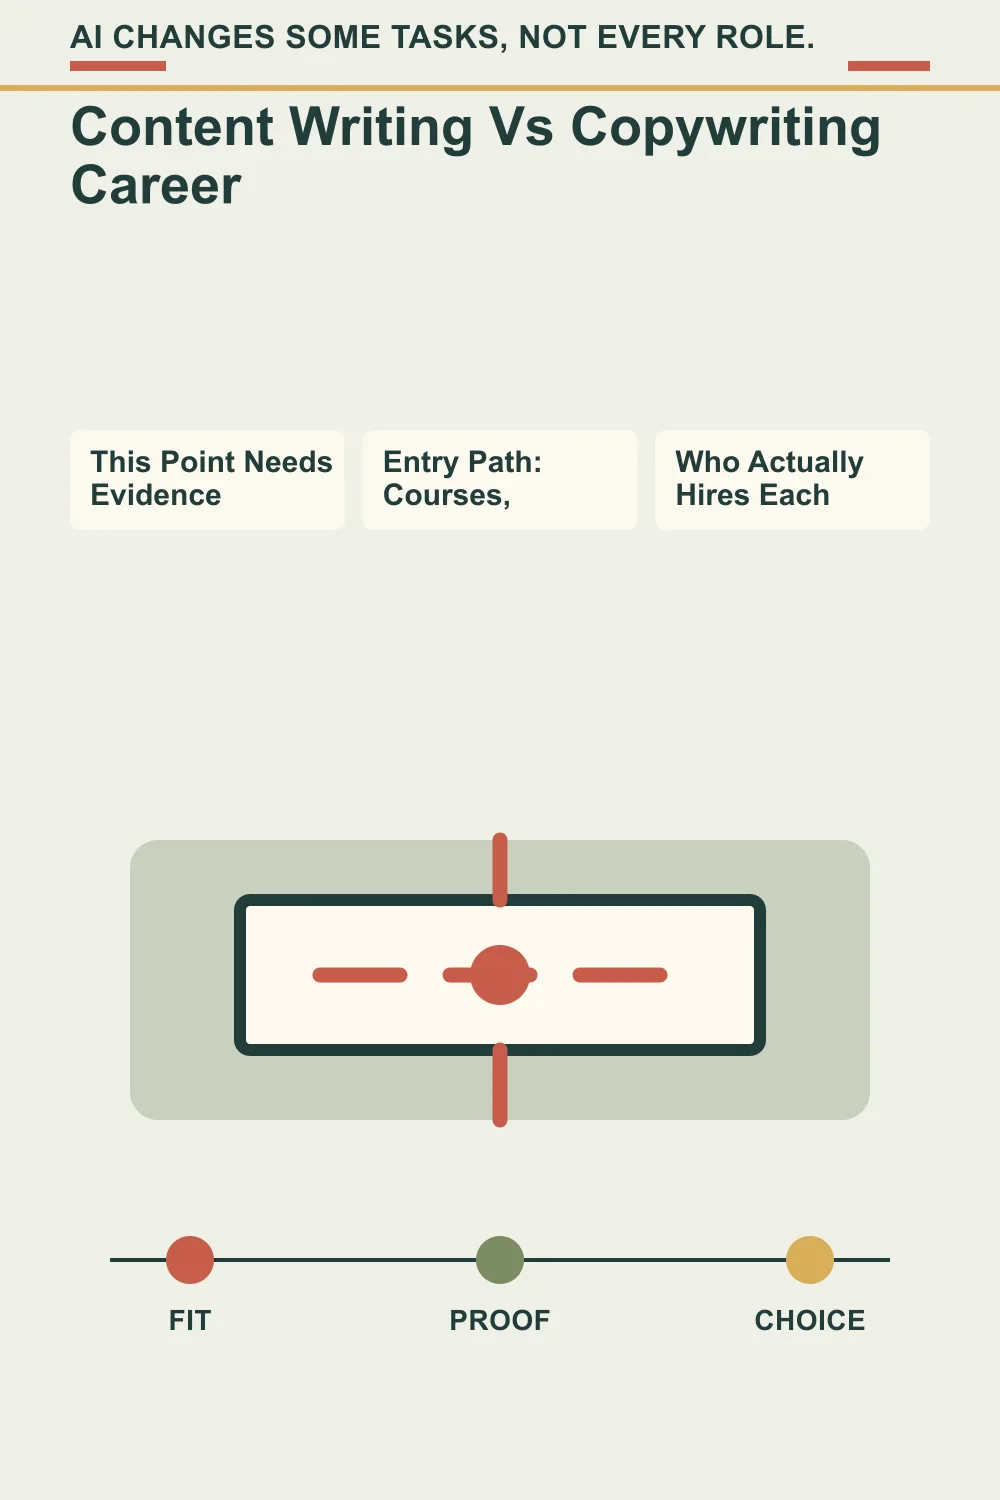 AI CHANGES SOME TASKS, NOT EVERY ROLE.
Content Writing Vs Copywriting
Career
This Point Needs
Evidence
Entry Path:
Courses,
Who Actually
Hires Each
FIT
PROOF
CHOICE